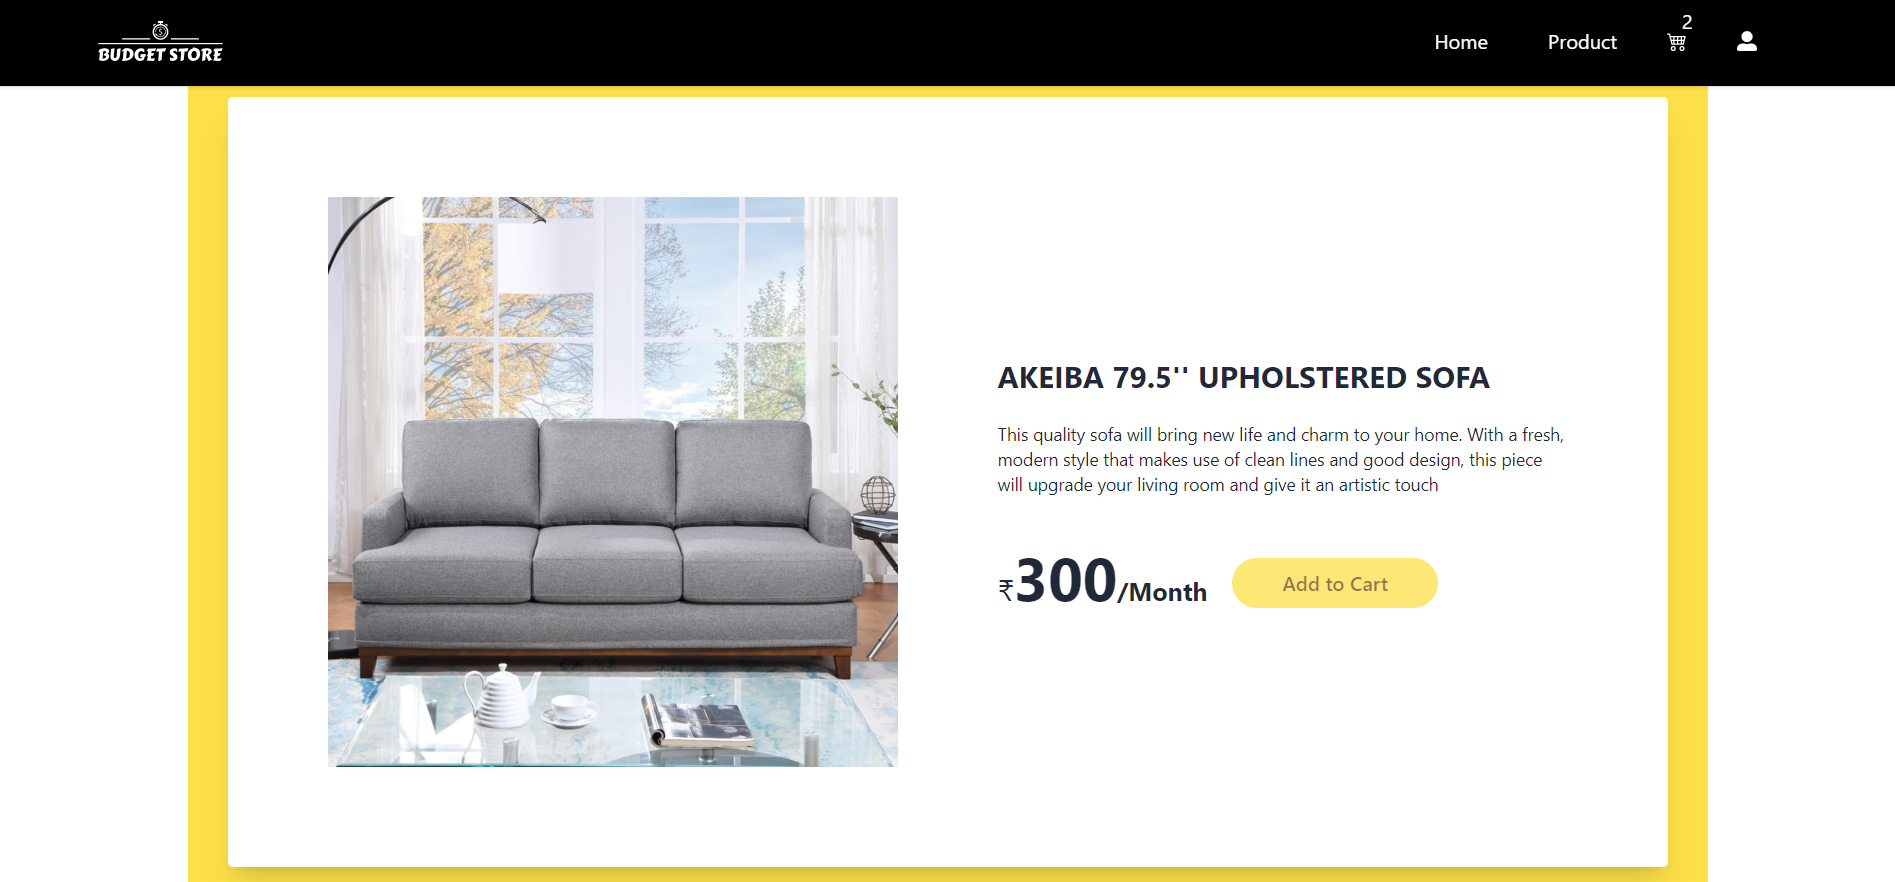 BUDGET STORE
Home
Product
2
AKEIBA 79.5'' UPHOLSTERED SOFA
This quality sofa will bring new life and charm to your home. With a fresh,
modern style that makes use of clean lines and good design, this piece
will upgrade your living room and give it an artistic touch
₹300/Month
Add to Cart